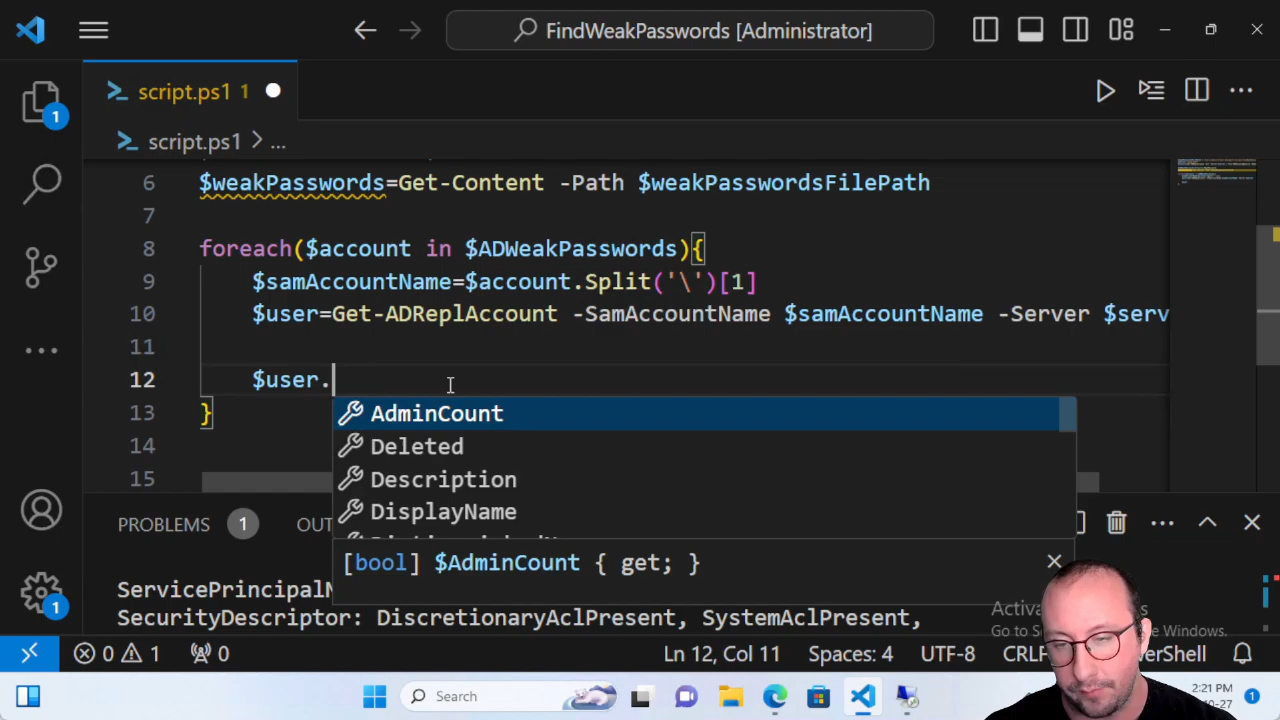 FindWeakPasswords [Administrator]
script.ps1 1
script.ps1 > ...
1
6 $weakPasswords=Get-Content -Path $weakPasswordsFilePath
7
8 foreach($account in $ADWeakPasswords){
9 $samAccountName=$account.Split('\')[1]
10 $user=Get-ADReplAccount -SamAccountName $samAccountName -Server $serv
11
12 $user.
13 }
14
15
AdminCount
Deleted
Description
DisplayName
[bool] $AdminCount { get; }
PROBLEMS 1 OUT
SecurityDescriptor: DiscretionaryAclPresent, SystemAclPresent,
1
0 1 0 Ln 12, Col 11 Spaces: 4 UTF-8
Search
2:21 PM